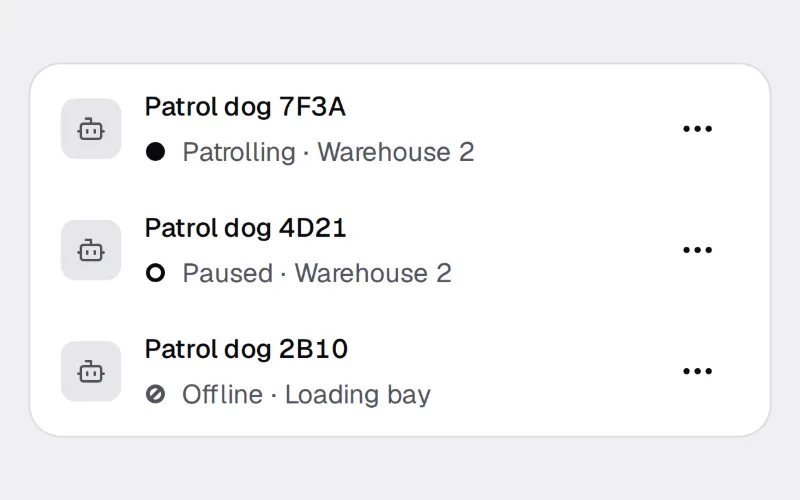 Patrol dog 7F3A
Patrolling · Warehouse 2
Patrol dog 4D21
Paused · Warehouse 2
Patrol dog 2B10
Offline · Loading bay